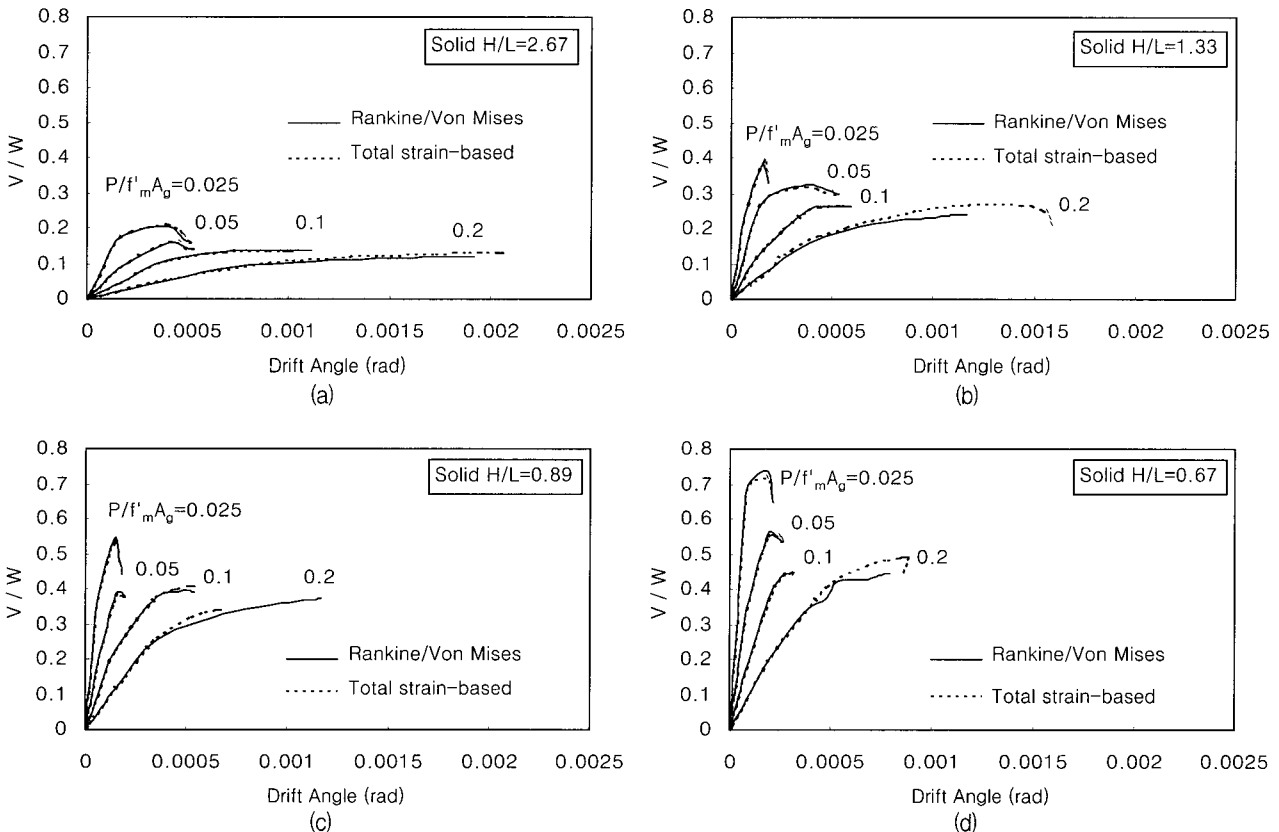 V / W
0.8
0.7
0.6
0.5
0.4
0.3
0.2
0.1
0
Solid H/L=2.67
Rankine/Von Mises
Total strain-based
P/f'mAg=0.025
0.05
0.1
0.2
0
0.0005
0.001
0.0015
0.002
0.0025
Drift Angle (rad)
(a)
V / W
0.8
0.7
0.6
0.5
0.4
0.3
0.2
0.1
0
Solid H/L=1.33
Rankine/Von Mises
Total strain-based
P/f'mAg=0.025
0.05
0.1
0.2
0
0.0005
0.001
0.0015
0.002
0.0025
Drift Angle (rad)
(b)
V / W
0.8
0.7
0.6
0.5
0.4
0.3
0.2
0.1
0
Solid H/L=0.89
P/f'mAg=0.025
0.05
0.1
0.2
Rankine/Von Mises
Total strain-based
0
0.0005
0.001
0.0015
0.002
0.0025
Drift Angle (rad)
(c)
V / W
0.8
0.7
0.6
0.5
0.4
0.3
0.2
0.1
0
Solid H/L=0.67
P/f'mAg=0.025
0.05
0.1
0.2
Rankine/Von Mises
Total strain-based
0
0.0005
0.001
0.0015
0.002
0.0025
Drift Angle (rad)
(d)